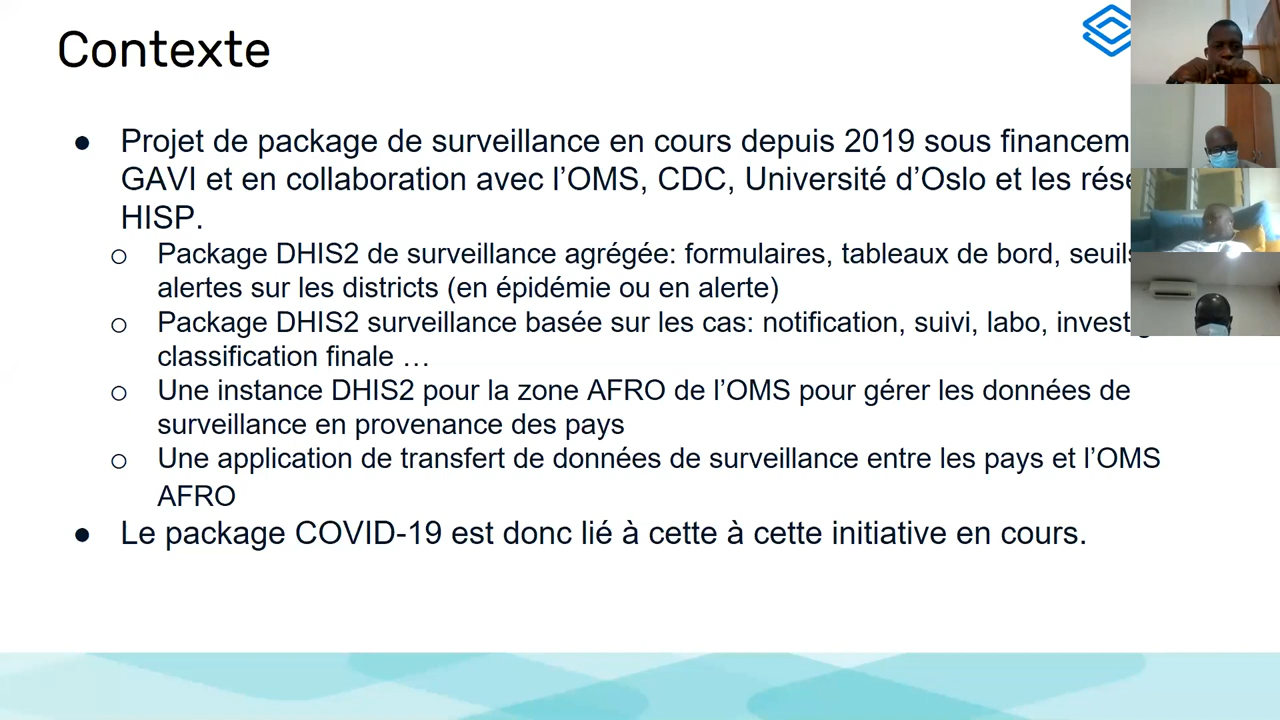 Contexte
● Projet de package de surveillance en cours depuis 2019 sous
GAVI et en collaboration avec l’OMS, CDC, Université d’Oslo et les
HISP.
○ Package DHIS2 de surveillance agrégée: formulaires, tableaux de bord,
alertes sur les districts (en épidémie ou en alerte)
○ Package DHIS2 surveillance basée sur les cas: notification, suivi, labo,
classification finale …
○ Une instance DHIS2 pour la zone AFRO de l’OMS pour gérer les données de
surveillance en provenance des pays
○ Une application de transfert de données de surveillance entre les pays et l’OMS
AFRO
● Le package COVID-19 est donc lié à cette à cette initiative en cours.